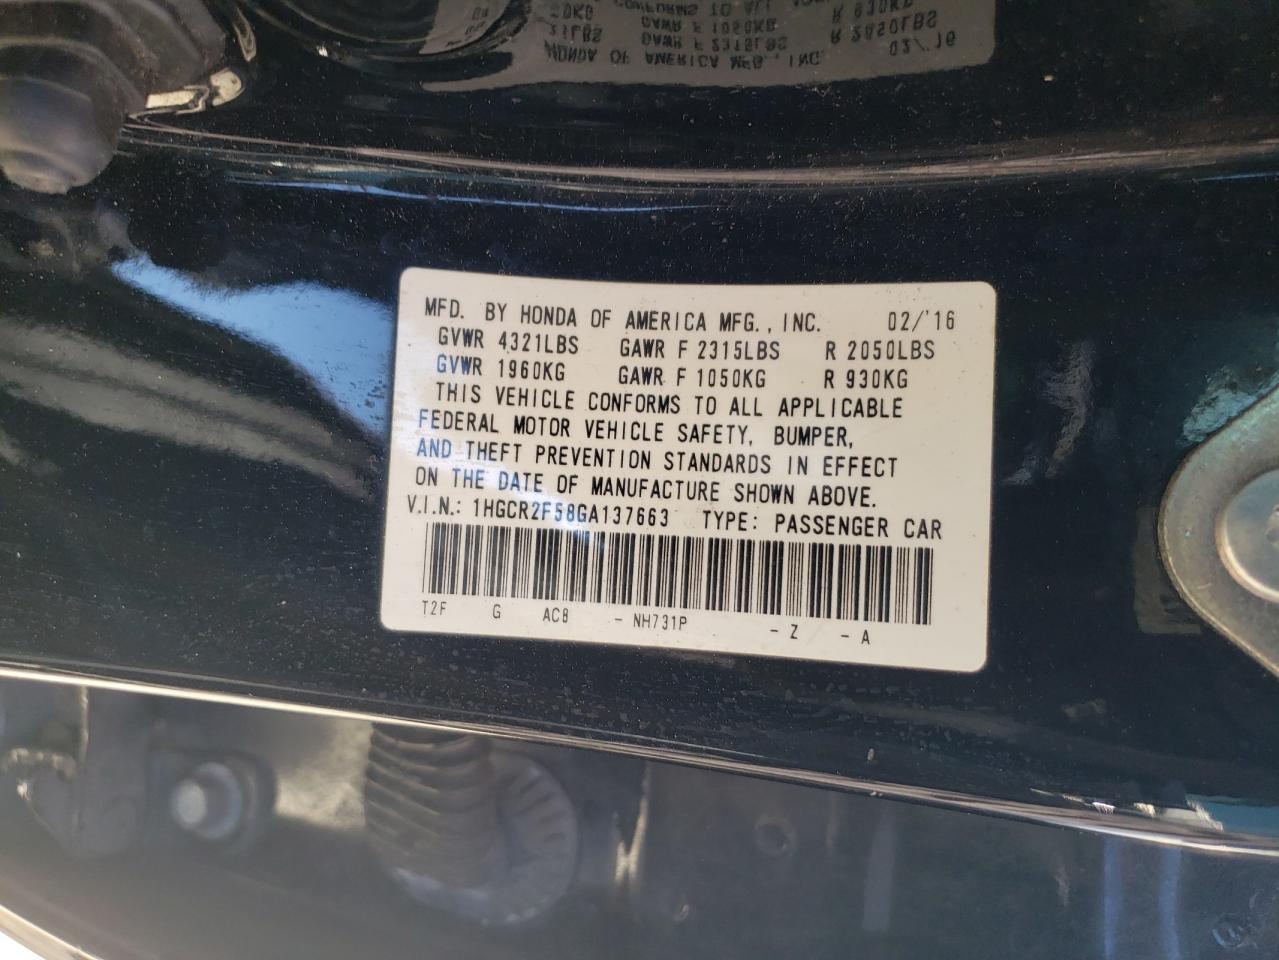 MFD. BY HONDA OF AMERICA MFG., INC. 02/'16
GVWR 4321LBS GAWR F 2315LBS R 2050LBS
GVWR 1960KG GAWR F 1050KG R 930KG
THIS VEHICLE CONFORMS TO ALL APPLICABLE
FEDERAL MOTOR VEHICLE SAFETY, BUMPER,
AND THEFT PREVENTION STANDARDS IN EFFECT
ON THE DATE OF MANUFACTURE SHOWN ABOVE.
V.I.N.: 1HGCR2F58GA137663 TYPE: PASSENGER CAR
T2F G AC8 - NH731P - Z - A